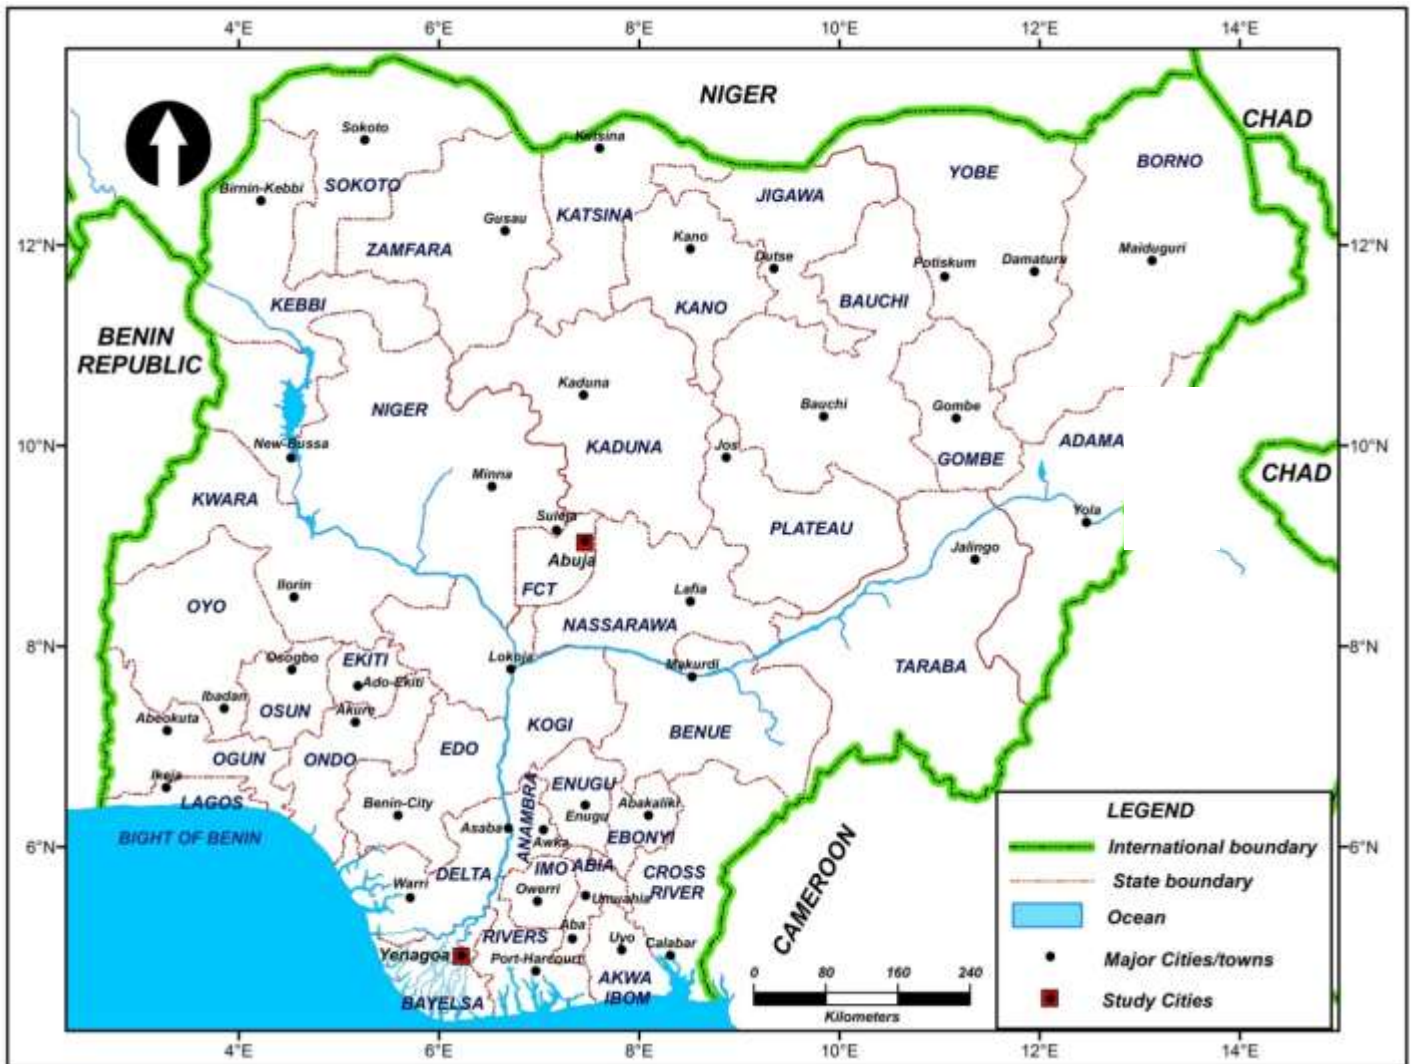 4°E 6°E 8°E 10°E 12°E 14°E
NIGER
CHAD
Sokoto
Katsina
BORNO
YOBE
Birnin-Kebbi
SOKOTO
JIGAWA
KATSINA
Gusau
Kano
ZAMFARA
12°N
12°N
Dutse
Potiskum
Damatura
Maiduguri
KEBBI
KANO
BAUCHI
BENIN
REPUBLIC
NIGER
Kaduna
Bauchi
Gombe
New-Bussa
10°N
10°N
KADUNA
Jos
GOMBE
ADAMA
CHAD
Minna
KWARA
Suleja
PLATEAU
Yola
Abuja
Jalingo
FCT
Ilorin
Lafia
OYO
NASSARAWA
8°N
8°N
Osogbo
EKITI
Lokoja
Makurdi
TARABA
Ado-Ekiti
Ibadan
OSUN
Abeokuta
Akure
KOGI
BENUE
EDO
OGUN
ONDO
Ikeja
LAGOS
Benin-City
ANAMBRA
ENUGU
Enugu
Abakaliki
BIGHT OF BENIN
Asaba
Awka
EBONYI
6°N
6°N
DELTA
IMO
ABIA
CROSS
RIVER
Warri
Owerri
Umuahia
CAMEROON
Aba
RIVERS
Uyo
Calabar
Yenagoa
Port-Harcourt
AKWA
IBOM
BAYELSA
0 80 160 240
Kilometers
LEGEND
International boundary
State boundary
Ocean
Major Cities/towns
Study Cities
4°E 6°E 8°E 10°E 12°E 14°E